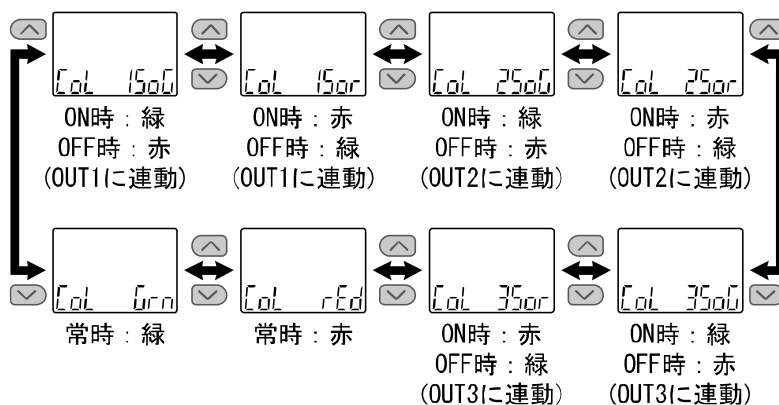 CoL 1SoG
ON時：緑
OFF時：赤
(OUT1に連動)
CoL 1Sor
ON時：赤
OFF時：緑
(OUT1に連動)
CoL 2SoG
ON時：緑
OFF時：赤
(OUT2に連動)
CoL 2Sor
ON時：赤
OFF時：緑
(OUT2に連動)
CoL Grn
常時：緑
CoL rEd
常時：赤
CoL 3Sor
ON時：赤
OFF時：緑
(OUT3に連動)
CoL 3SoG
ON時：緑
OFF時：赤
(OUT3に連動)